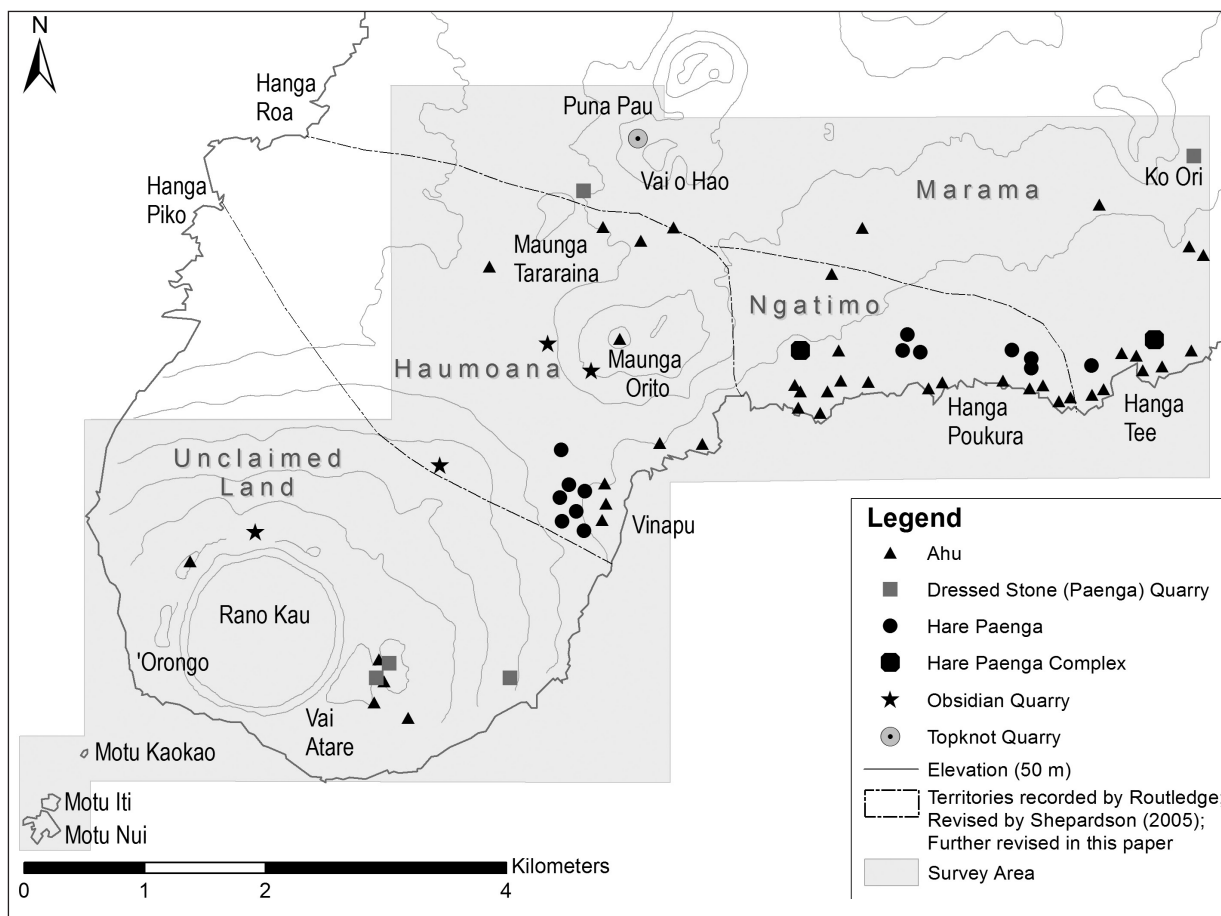 N
Hanga
Roa
Puna Pau
Hanga
Piko
Vai o Hao
Marama
Ko Ori
Maunga
Tararaina
Ngatimo
Haumoana
Maunga
Orito
Hanga
Poukura
Hanga
Tee
Unclaimed
Land
Vinapu
Rano Kau
'Orongo
Vai
Atare
Motu Kaokao
Motu Iti
Motu Nui
Kilometers
0 1 2 4
Legend
Ahu
Dressed Stone (Paenga) Quarry
Hare Paenga
Hare Paenga Complex
Obsidian Quarry
Topknot Quarry
Elevation (50 m)
Territories recorded by Routledge;
Revised by Shepardson (2005);
Further revised in this paper
Survey Area